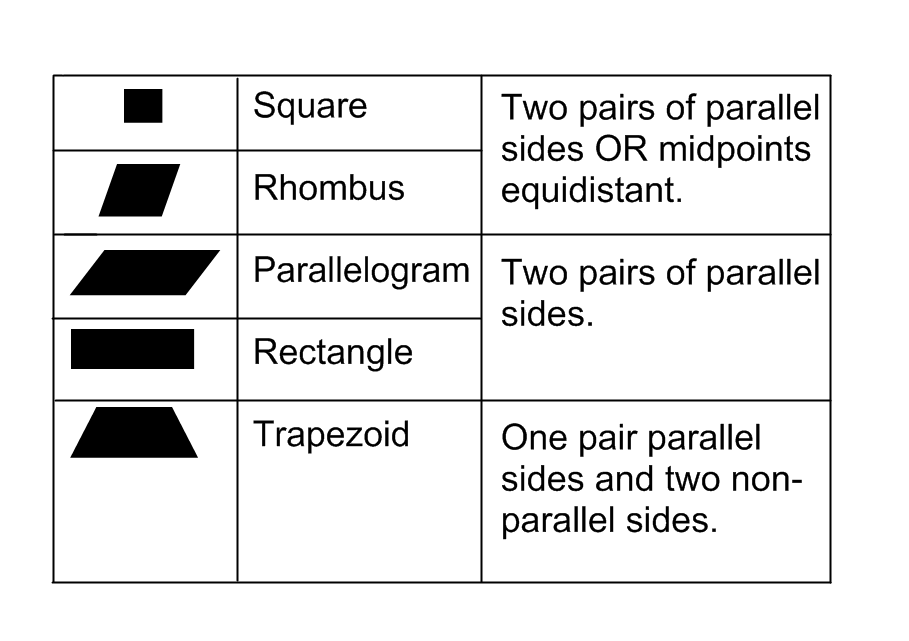 Square
Two pairs of parallel
sides OR midpoints
equidistant.
Rhombus
Parallelogram
Two pairs of parallel
sides.
Rectangle
Trapezoid
One pair parallel
sides and two non-
parallel sides.